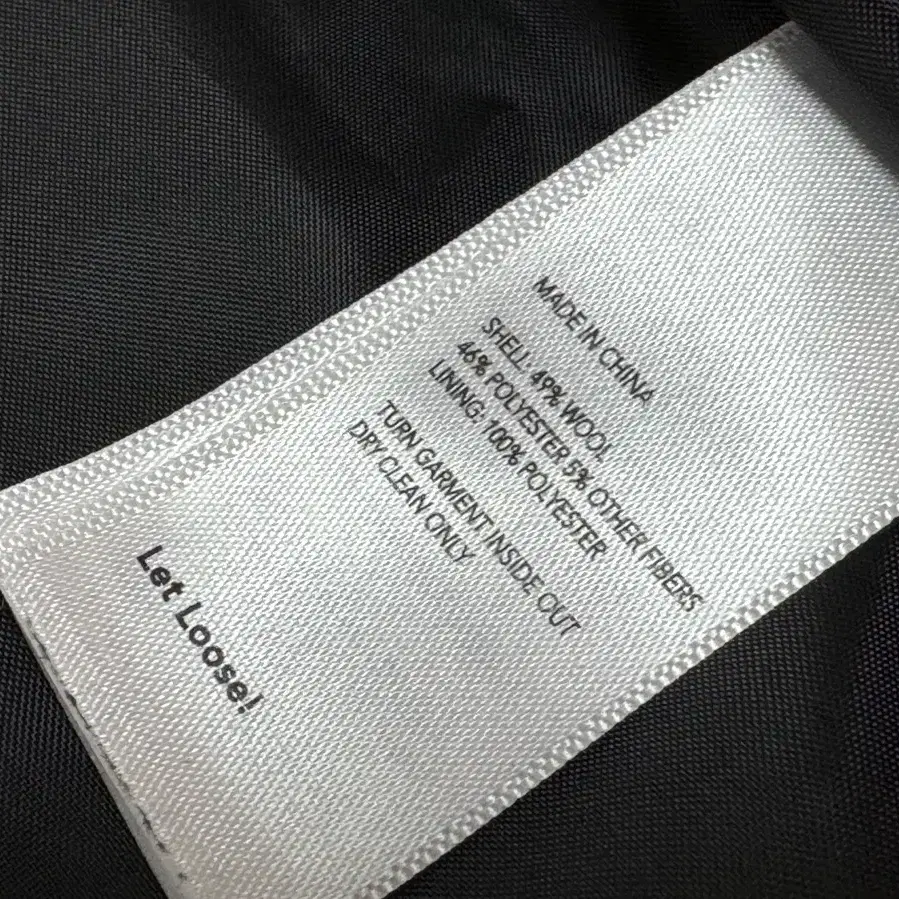 MADE IN CHINA
SHELL: 49% WOOL
46% POLYESTER 5% OTHER FIBERS
LINING: 100% POLYESTER
TURN GARMENT INSIDE OUT
DRY CLEAN ONLY
Let Loose!